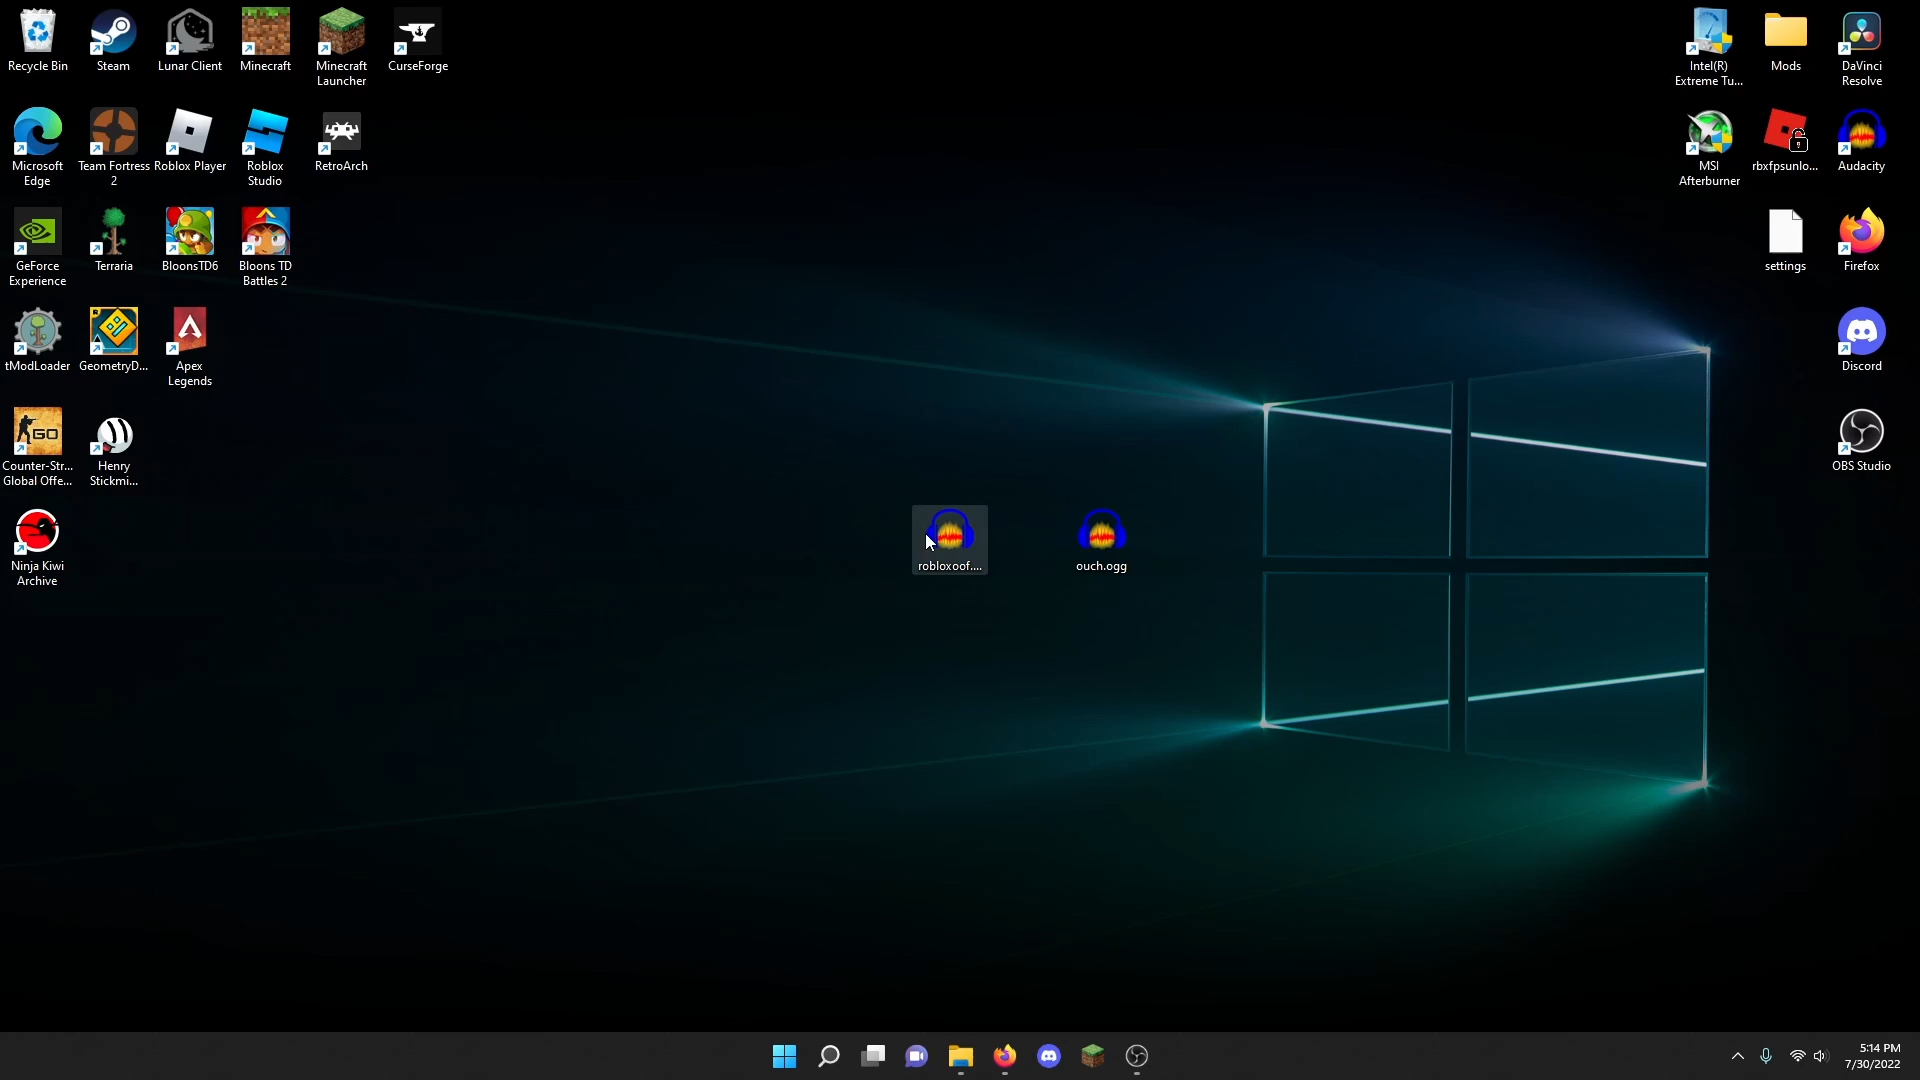 Recycle Bin
Steam
Lunar Client
Minecraft
Minecraft
Launcher
CurseForge
Intel(R)
Extreme Tu...
Mods
DaVinci
Resolve
Microsoft
Edge
Team Fortress
2
Roblox Player
Roblox
Studio
RetroArch
MSI
Afterburner
rbxfpsunlo...
Audacity
GeForce
Experience
Terraria
BloonsTD6
Bloons TD
Battles 2
settings
Firefox
tModLoader
GeometryD...
Apex
Legends
Discord
GO
Counter-Str...
Global Offe...
Henry
Stickmi...
OBS Studio
Ninja Kiwi
Archive
robloxoof....
ouch.ogg
5:14 PM
7/30/2022